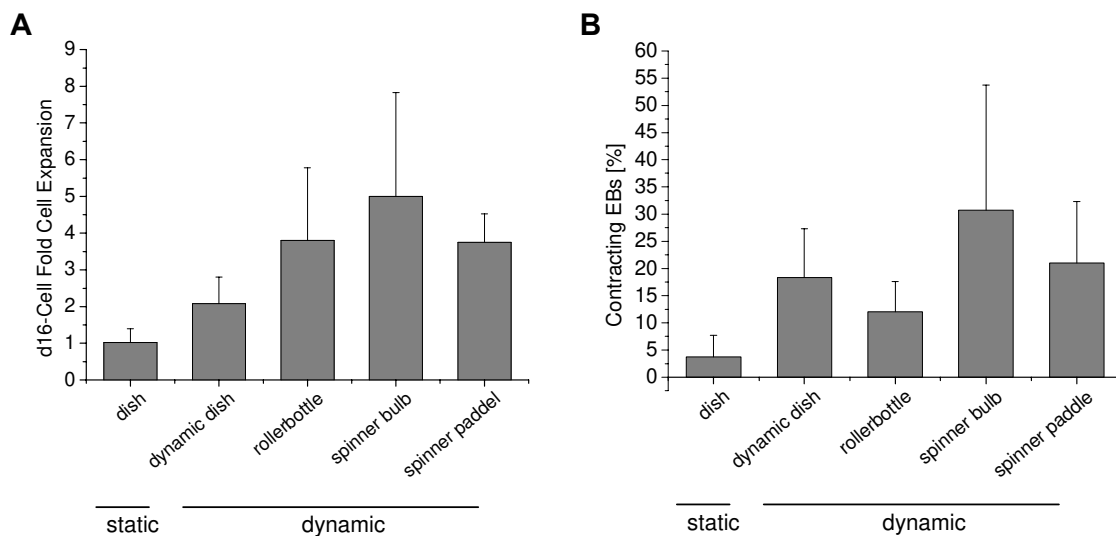 A
d16-Cell Fold Cell Expansion
9
8
7
6
5
4
3
2
1
0
dish
dynamic dish
rollerbottle
spinner bulb
spinner paddel
static
dynamic
B
Contracting EBs [%]
60
55
50
45
40
35
30
25
20
15
10
5
0
dish
dynamic dish
rollerbottle
spinner bulb
spinner paddle
static
dynamic